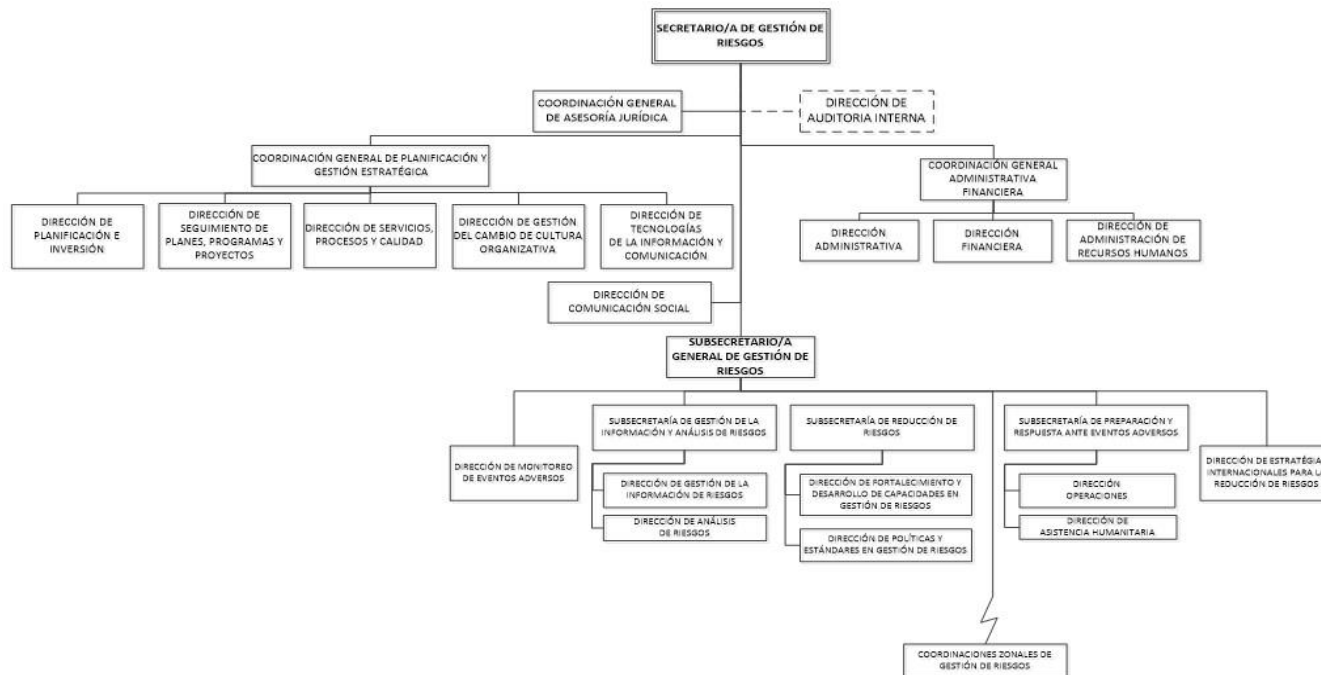 SECRETARIO/A DE GESTIÓN DE
RIESGOS
COORDINACIÓN GENERAL
DE ASESORÍA JURÍDICA
DIRECCIÓN DE
AUDITORIA INTERNA
COORDINACIÓN GENERAL DE PLANIFICACIÓN Y
GESTIÓN ESTRATÉGICA
COORDINACIÓN GENERAL
ADMINISTRATIVA
FINANCIERA
DIRECCIÓN DE
PLANIFICACIÓN E
INVERSIÓN
DIRECCIÓN DE
SEGUIMIENTO DE
PLANES, PROGRAMAS Y
PROYECTOS
DIRECCIÓN DE SERVICIOS,
PROCESOS Y CALIDAD
DIRECCIÓN DE GESTIÓN
DEL CAMBIO DE CULTURA
ORGANIZATIVA
DIRECCIÓN DE
TECNOLOGÍAS
DE LA INFORMACIÓN Y
COMUNICACIÓN
DIRECCIÓN
ADMINISTRATIVA
DIRECCIÓN
FINANCIERA
DIRECCIÓN DE
ADMINISTRACIÓN DE
RECURSOS HUMANOS
DIRECCIÓN DE
COMUNICACIÓN SOCIAL
SUBSECRETARIO/A
GENERAL DE GESTIÓN DE
RIESGOS
DIRECCIÓN DE MONITOREO
DE EVENTOS ADVERSOS
SUBSECRETARÍA DE GESTIÓN DE LA
INFORMACIÓN Y ANÁLISIS DE RIESGOS
DIRECCIÓN DE GESTIÓN DE LA
INFORMACIÓN DE RIESGOS
DIRECCIÓN DE ANÁLISIS
DE RIESGOS
SUBSECRETARÍA DE REDUCCIÓN DE
RIESGOS
DIRECCIÓN DE FORTALECIMIENTO Y
DESARROLLO DE CAPACIDADES EN
GESTIÓN DE RIESGOS
DIRECCIÓN DE POLÍTICAS Y
ESTÁNDARES EN GESTIÓN DE RIESGOS
SUBSECRETARÍA DE PREPARACIÓN Y
RESPUESTA ANTE EVENTOS ADVERSOS
DIRECCIÓN
OPERACIONES
DIRECCIÓN DE
ASISTENCIA HUMANITARIA
DIRECCIÓN DE ESTRATÉGIA
INTERNACIONALES PARA L
REDUCCIÓN DE RIESGOS
COORDINACIONES ZONALES DE
GESTIÓN DE RIESGOS